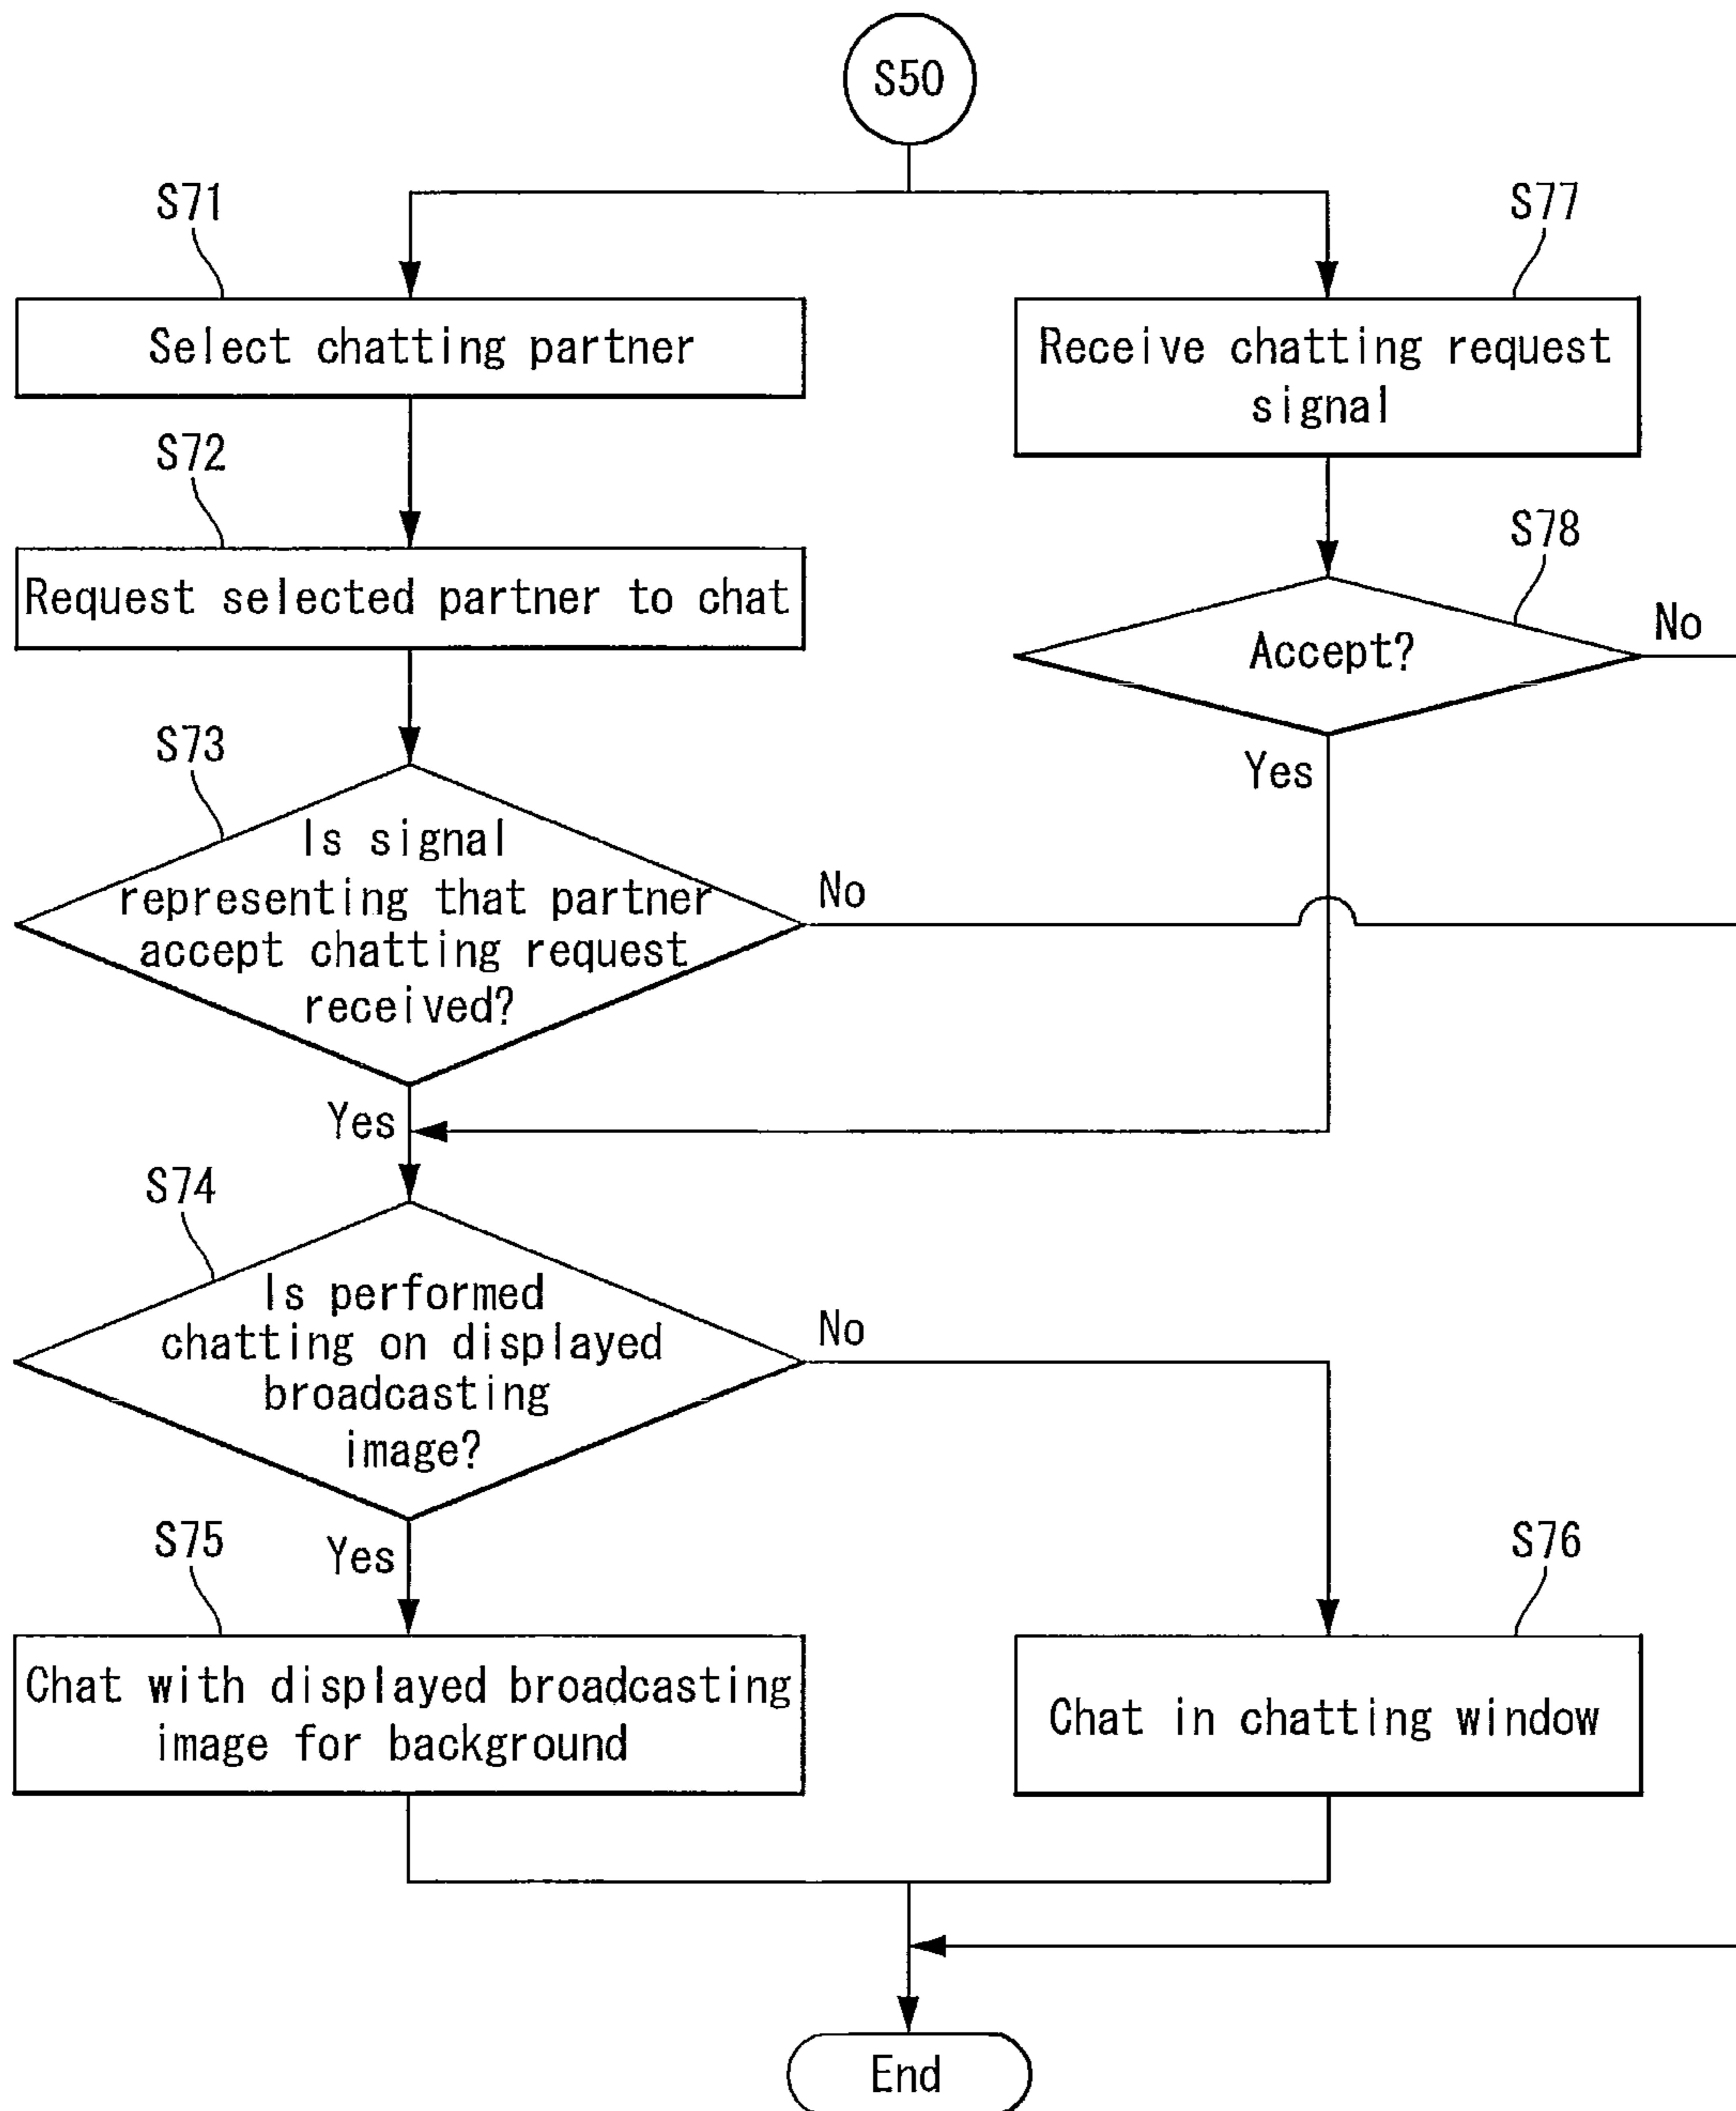 S50
S71
S77
Select chatting partner
Receive chatting request
signal
S72
S78
Request selected partner to chat
Accept?
No
Yes
S73
Is signal
representing that partner
accept chatting request
received?
No
Yes
S74
Is performed
chatting on displayed
broadcasting
image?
No
Yes
S75
S76
Chat with displayed broadcasting
image for background
Chat in chatting window
End